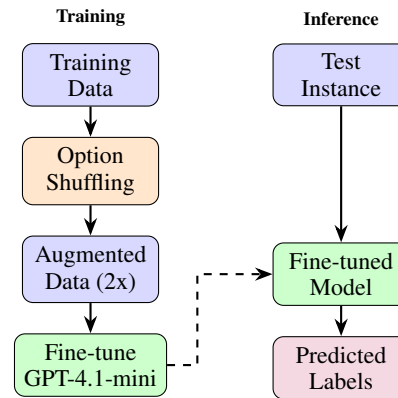 Training
Training
Data
Option
Shuffling
Augmented
Data (2x)
Fine-tune
GPT-4.1-mini
Inference
Test
Instance
Fine-tuned
Model
Predicted
Labels